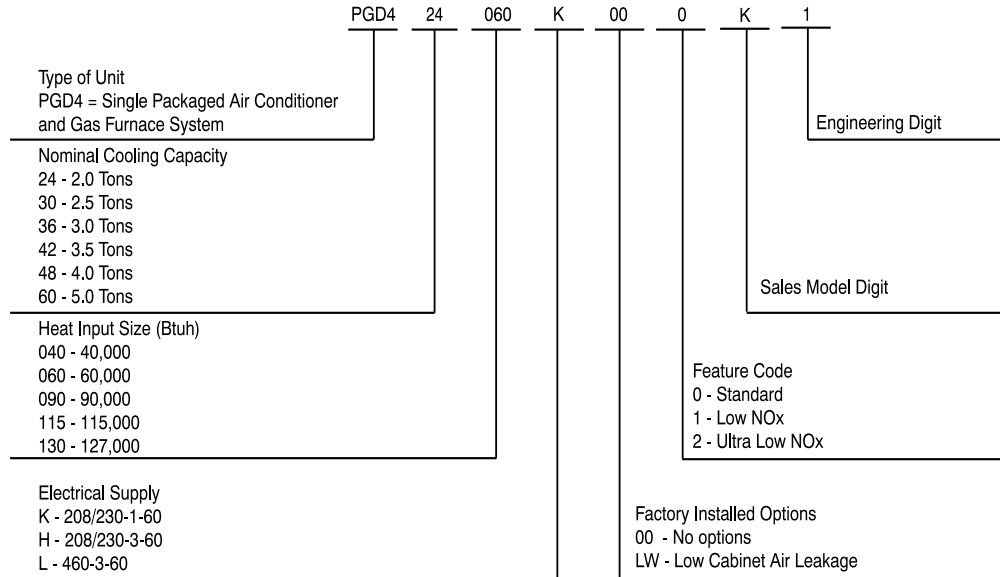 PGD4 24 060 K 00 0 K 1
Type of Unit
PGD4 = Single Packaged Air Conditioner
and Gas Furnace System
Engineering Digit
Nominal Cooling Capacity
24 - 2.0 Tons
30 - 2.5 Tons
36 - 3.0 Tons
42 - 3.5 Tons
48 - 4.0 Tons
60 - 5.0 Tons
Sales Model Digit
Heat Input Size (Btuh)
040 - 40,000
060 - 60,000
090 - 90,000
115 - 115,000
130 - 127,000
Feature Code
0 - Standard
1 - Low NOx
2 - Ultra Low NOx
Electrical Supply
K - 208/230-1-60
H - 208/230-3-60
L - 460-3-60
Factory Installed Options
00 - No options
LW - Low Cabinet Air Leakage